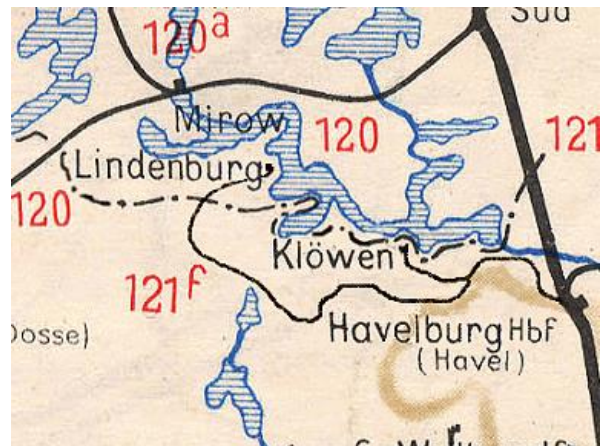 Süd
120a
Mirow
120
121
Lindenburg
120
Klöwen
121f
Dosse)
Havelburg Hbf
(Havel)